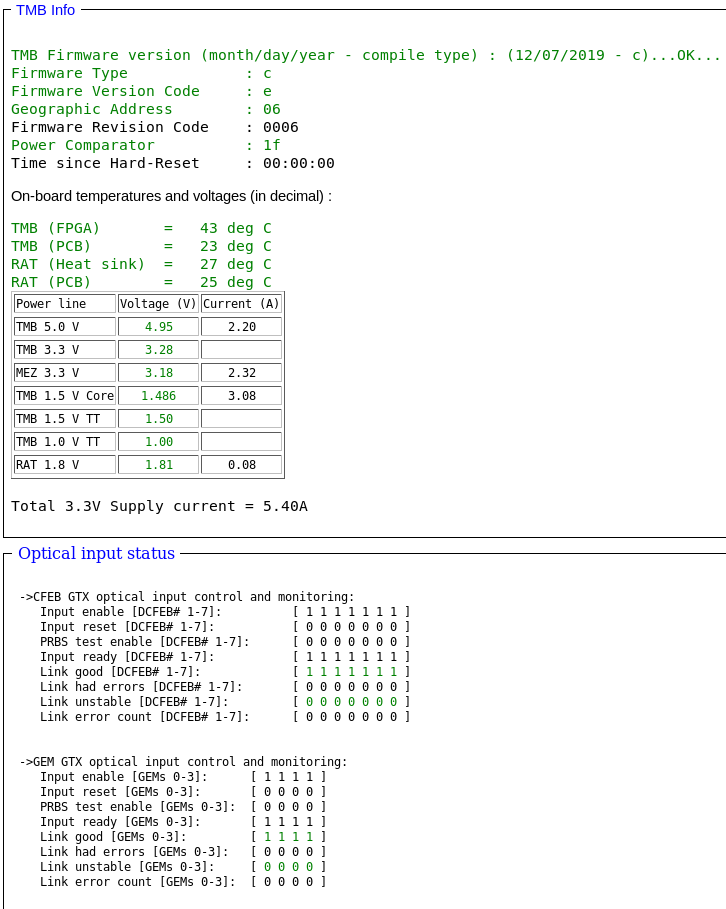 TMB Info
TMB Firmware version (month/day/year - compile type) : (12/07/2019 - c)...OK...
Firmware Type             : c
Firmware Version Code     : e
Geographic Address        : 06
Firmware Revision Code    : 0006
Power Comparator          : 1f
Time since Hard-Reset     : 00:00:00
On-board temperatures and voltages (in decimal) :
TMB (FPGA)       =   43 deg C
TMB (PCB)        =   23 deg C
RAT (Heat sink)  =   27 deg C
RAT (PCB)        =   25 deg C
Power line Voltage (V) Current (A)
TMB 5.0 V 4.95 2.20
TMB 3.3 V 3.28
MEZ 3.3 V 3.18 2.32
TMB 1.5 V Core 1.486 3.08
TMB 1.5 V TT 1.50
TMB 1.0 V TT 1.00
RAT 1.8 V 1.81 0.08
Total 3.3V Supply current = 5.40A
Optical input status
->CFEB GTX optical input control and monitoring:
Input enable [DCFEB# 1-7]:          [ 1 1 1 1 1 1 1 ]
Input reset [DCFEB# 1-7]:           [ 0 0 0 0 0 0 0 ]
PRBS test enable [DCFEB# 1-7]:      [ 0 0 0 0 0 0 0 ]
Input ready [DCFEB# 1-7]:           [ 1 1 1 1 1 1 1 ]
Link good [DCFEB# 1-7]:             [ 1 1 1 1 1 1 1 ]
Link had errors [DCFEB# 1-7]:       [ 0 0 0 0 0 0 0 ]
Link unstable [DCFEB# 1-7]:         [ 0 0 0 0 0 0 0 ]
Link error count [DCFEB# 1-7]:      [ 0 0 0 0 0 0 0 ]
->GEM GTX optical input control and monitoring:
Input enable [GEMs 0-3]:      [ 1 1 1 1 ]
Input reset [GEMs 0-3]:       [ 0 0 0 0 ]
PRBS test enable [GEMs 0-3]:  [ 0 0 0 0 ]
Input ready [GEMs 0-3]:       [ 1 1 1 1 ]
Link good [GEMs 0-3]:         [ 1 1 1 1 ]
Link had errors [GEMs 0-3]:   [ 0 0 0 0 ]
Link unstable [GEMs 0-3]:     [ 0 0 0 0 ]
Link error count [GEMs 0-3]:  [ 0 0 0 0 ]